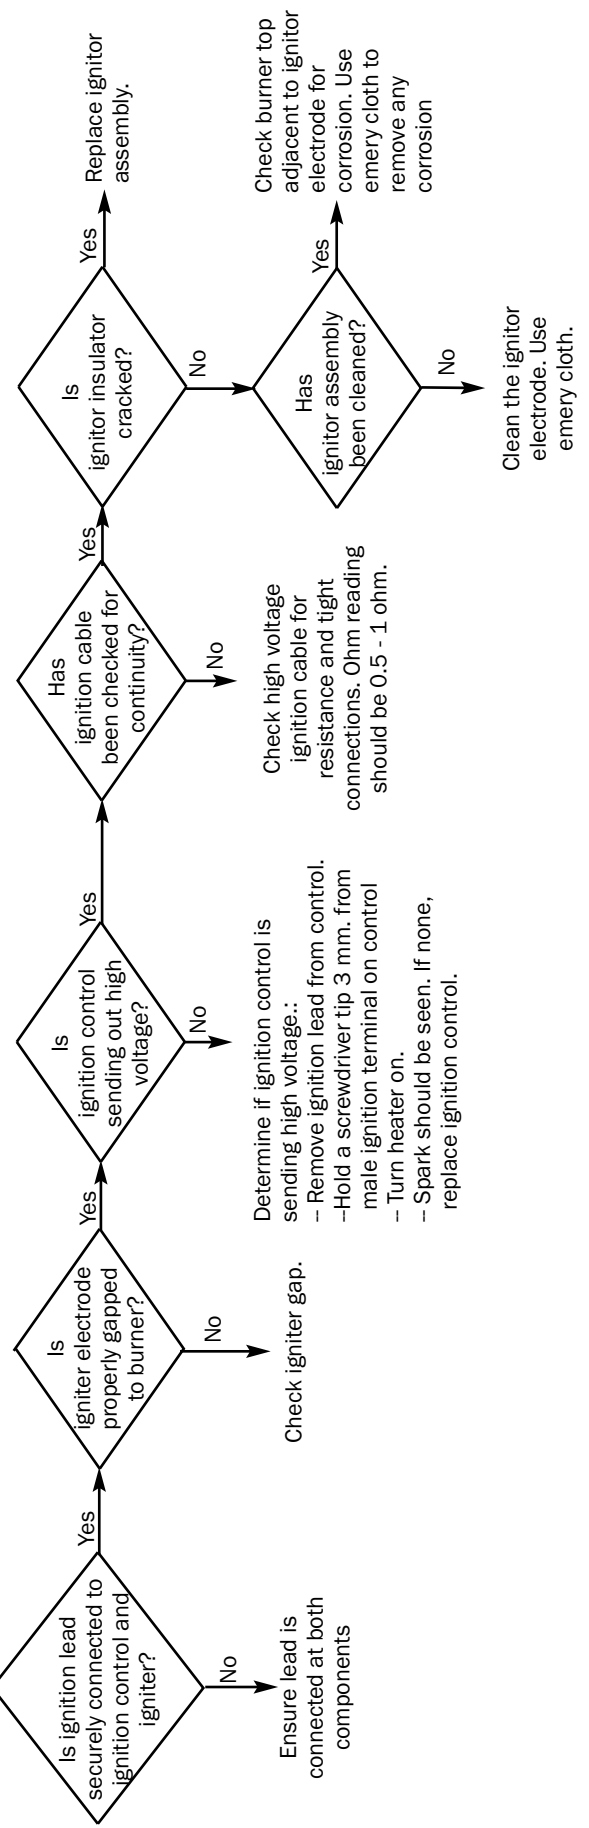 Is ignition lead
securely connected to
ignition control and
igniter?
Yes
No
Ensure lead is
connected at both
components
Is
igniter electrode
properly gapped
to burner?
Yes
No
Check igniter gap.
Is
ignition control
sending out high
voltage?
Yes
No
Determine if ignition control is
sending high voltage.:
-- Remove ignition lead from control.
--Hold a screwdriver tip 3 mm. from
male ignition terminal on control
-- Turn heater on.
-- Spark should be seen. If none,
replace ignition control.
Has
ignition cable
been checked for
continuity?
Yes
No
Check high voltage
ignition cable for
resistance and tight
connections. Ohm reading
should be 0.5 - 1 ohm.
Is
ignitor insulator
cracked?
Yes
Replace ignitor
assembly.
No
Has
ignitor assembly
been cleaned?
Yes
Check burner top
adjacent to ignitor
electrode for
corrosion. Use
emery cloth to
remove any
corrosion
No
Clean the ignitor
electrode. Use
emery cloth.